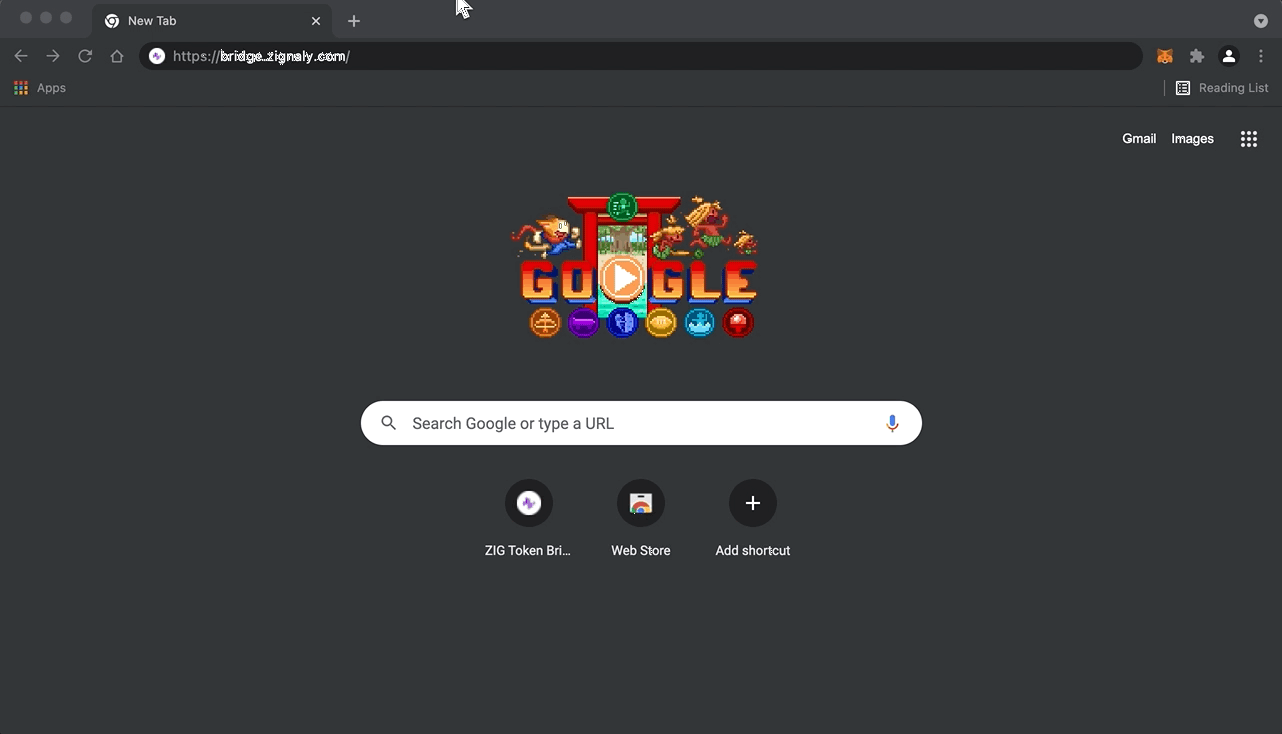 New Tab
https://bridge.zignaly.com/
Apps
Reading List
Gmail Images
GOOGLE
Search Google or type a URL
ZIG Token Bri... Web Store Add shortcut